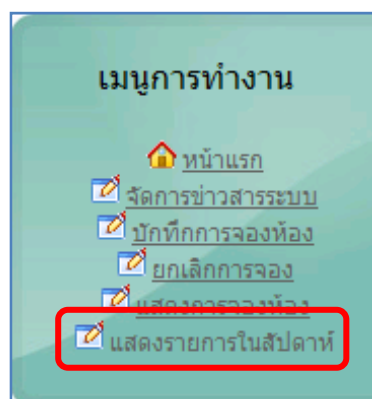 เมนูการทำงาน
หน้าแรก
จัดการข่าวสารระบบ
บักทึกการจองห้อง
ยกเลิกการจอง
แสดงการจองห้อง
แสดงรายการในสัปดาห์